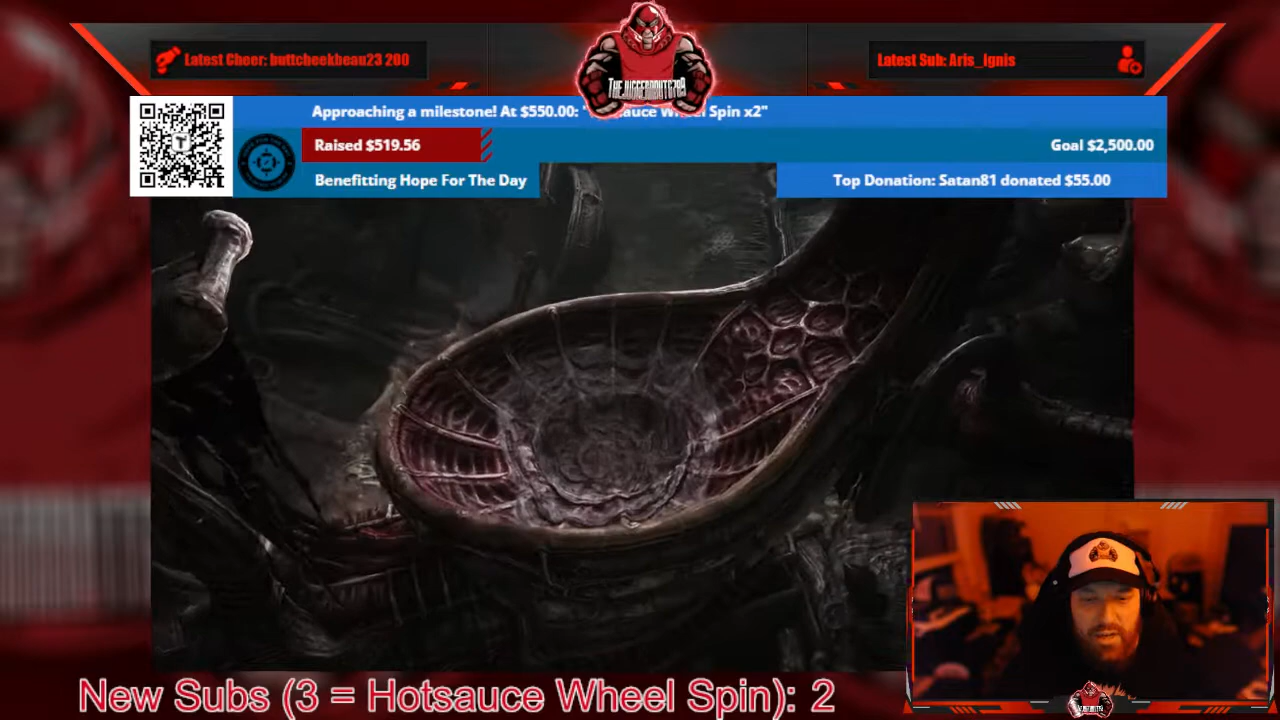 Latest Cheer: buttcheekbeau23 200
Latest Sub: Aris_Ignis
Approaching a milestone! At $550.00: " Spin x2"
Raised $519.56
Goal $2,500.00
Benefitting Hope For The Day
Top Donation: Satan81 donated $55.00
New Subs (3 = Hotsauce Wheel Spin): 2